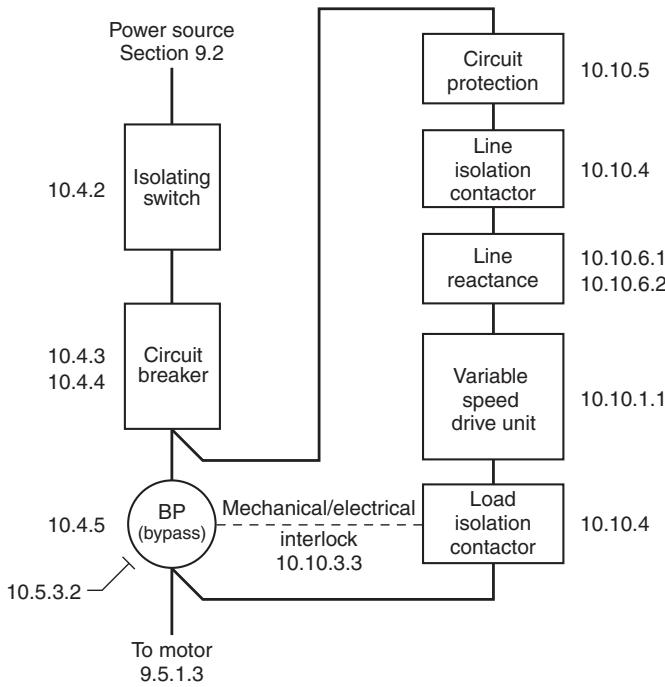 Power source
Section 9.2
10.4.2
Isolating
switch
10.4.3
10.4.4
Circuit
breaker
10.4.5
BP
(bypass)
10.5.3.2
To motor
9.5.1.3
Mechanical/electrical
interlock
10.10.3.3
Circuit
protection
10.10.5
Line
isolation
contactor
10.10.4
Line
reactance
10.10.6.1
10.10.6.2
Variable
speed
drive unit
10.10.1.1
Load
isolation
contactor
10.10.4